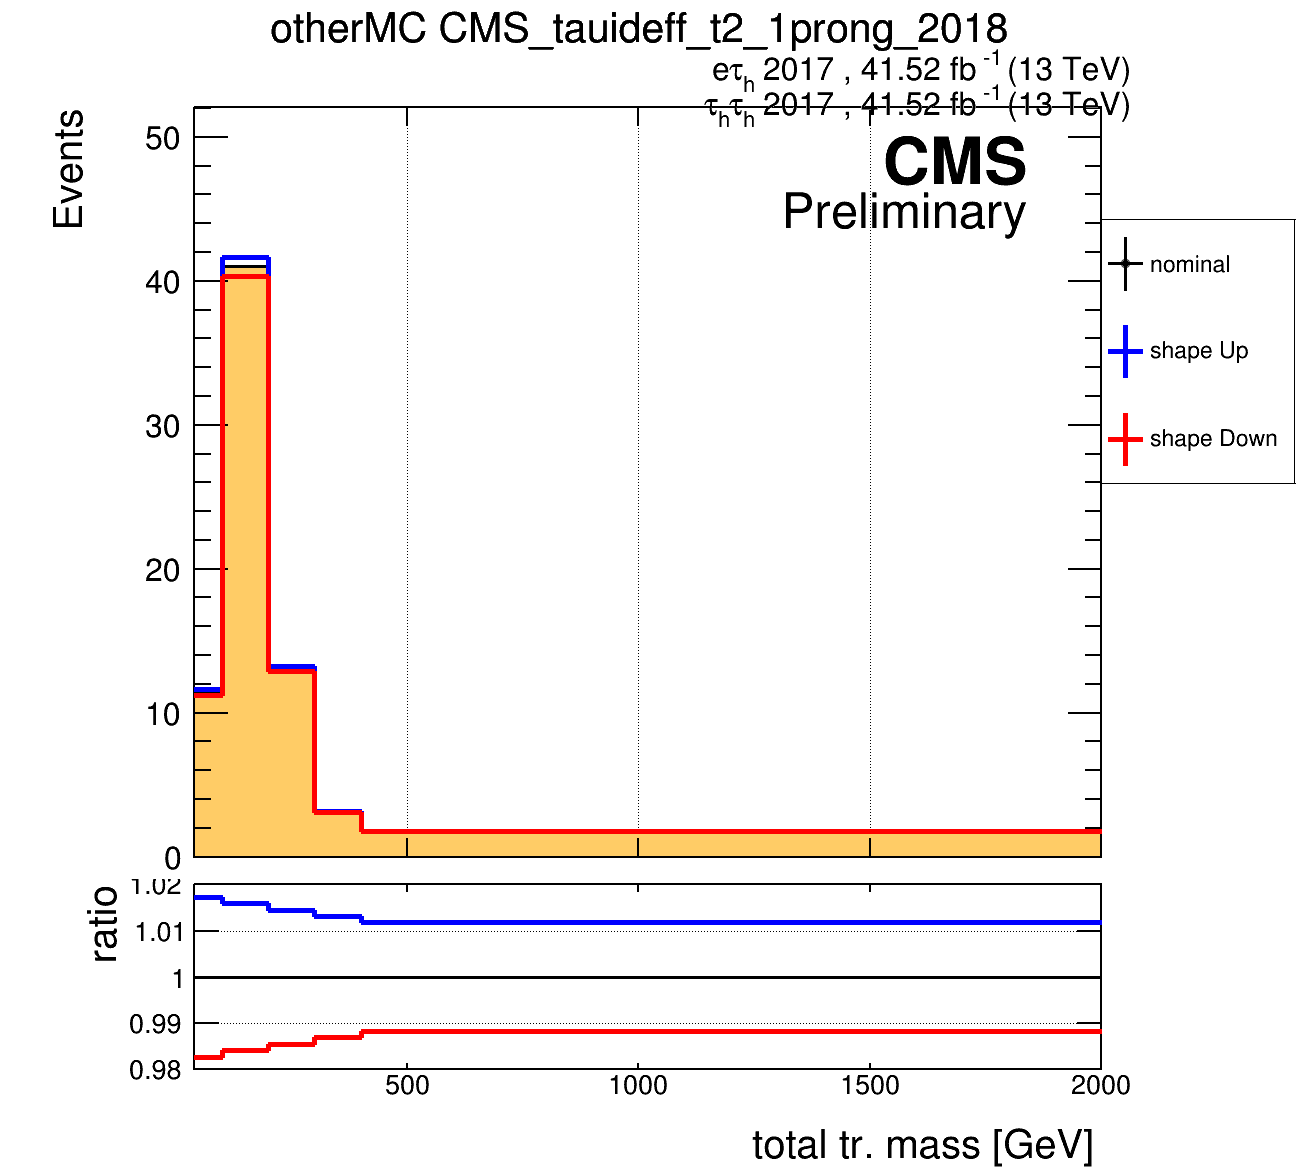 otherMC CMS_tauideff_t2_1prong_2018
eτh 2017 , 41.52 fb -1 (13 TeV)
τhτh 2017 , 41.52 fb -1 (13 TeV)
CMS
Preliminary
Events
50
40
30
20
10
0
nominal
shape Up
shape Down
ratio
1.02
1.01
1
0.99
0.98
500 1000 1500 2000
total tr. mass [GeV]